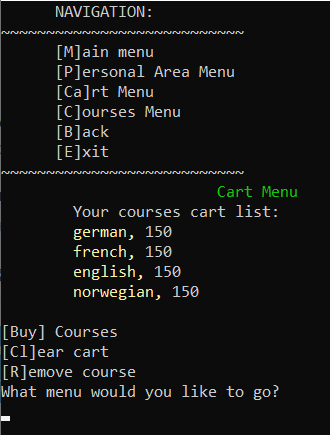 NAVIGATION:
~~~~~~~~~~~~~~~~~~~~~~~~~~~
[M]ain menu
[P]ersonal Area Menu
[Ca]rt Menu
[C]ourses Menu
[B]ack
[E]xit
~~~~~~~~~~~~~~~~~~~~~~~~~~~
Cart Menu
Your courses cart list:
german, 150
french, 150
english, 150
norwegian, 150
[Buy] Courses
[Cl]ear cart
[R]emove course
What menu would you like to go?